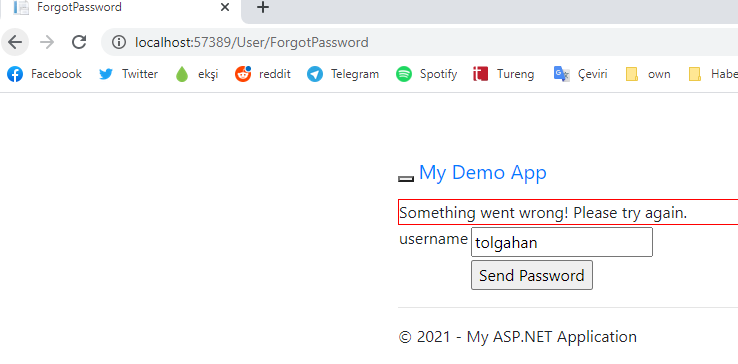 ForgotPassword
localhost:57389/User/ForgotPassword
Facebook Twitter ekşi reddit Telegram Spotify Tureng Çeviri own Habe
My Demo App
Something went wrong! Please try again.
username tolgahan
Send Password
© 2021 - My ASP.NET Application